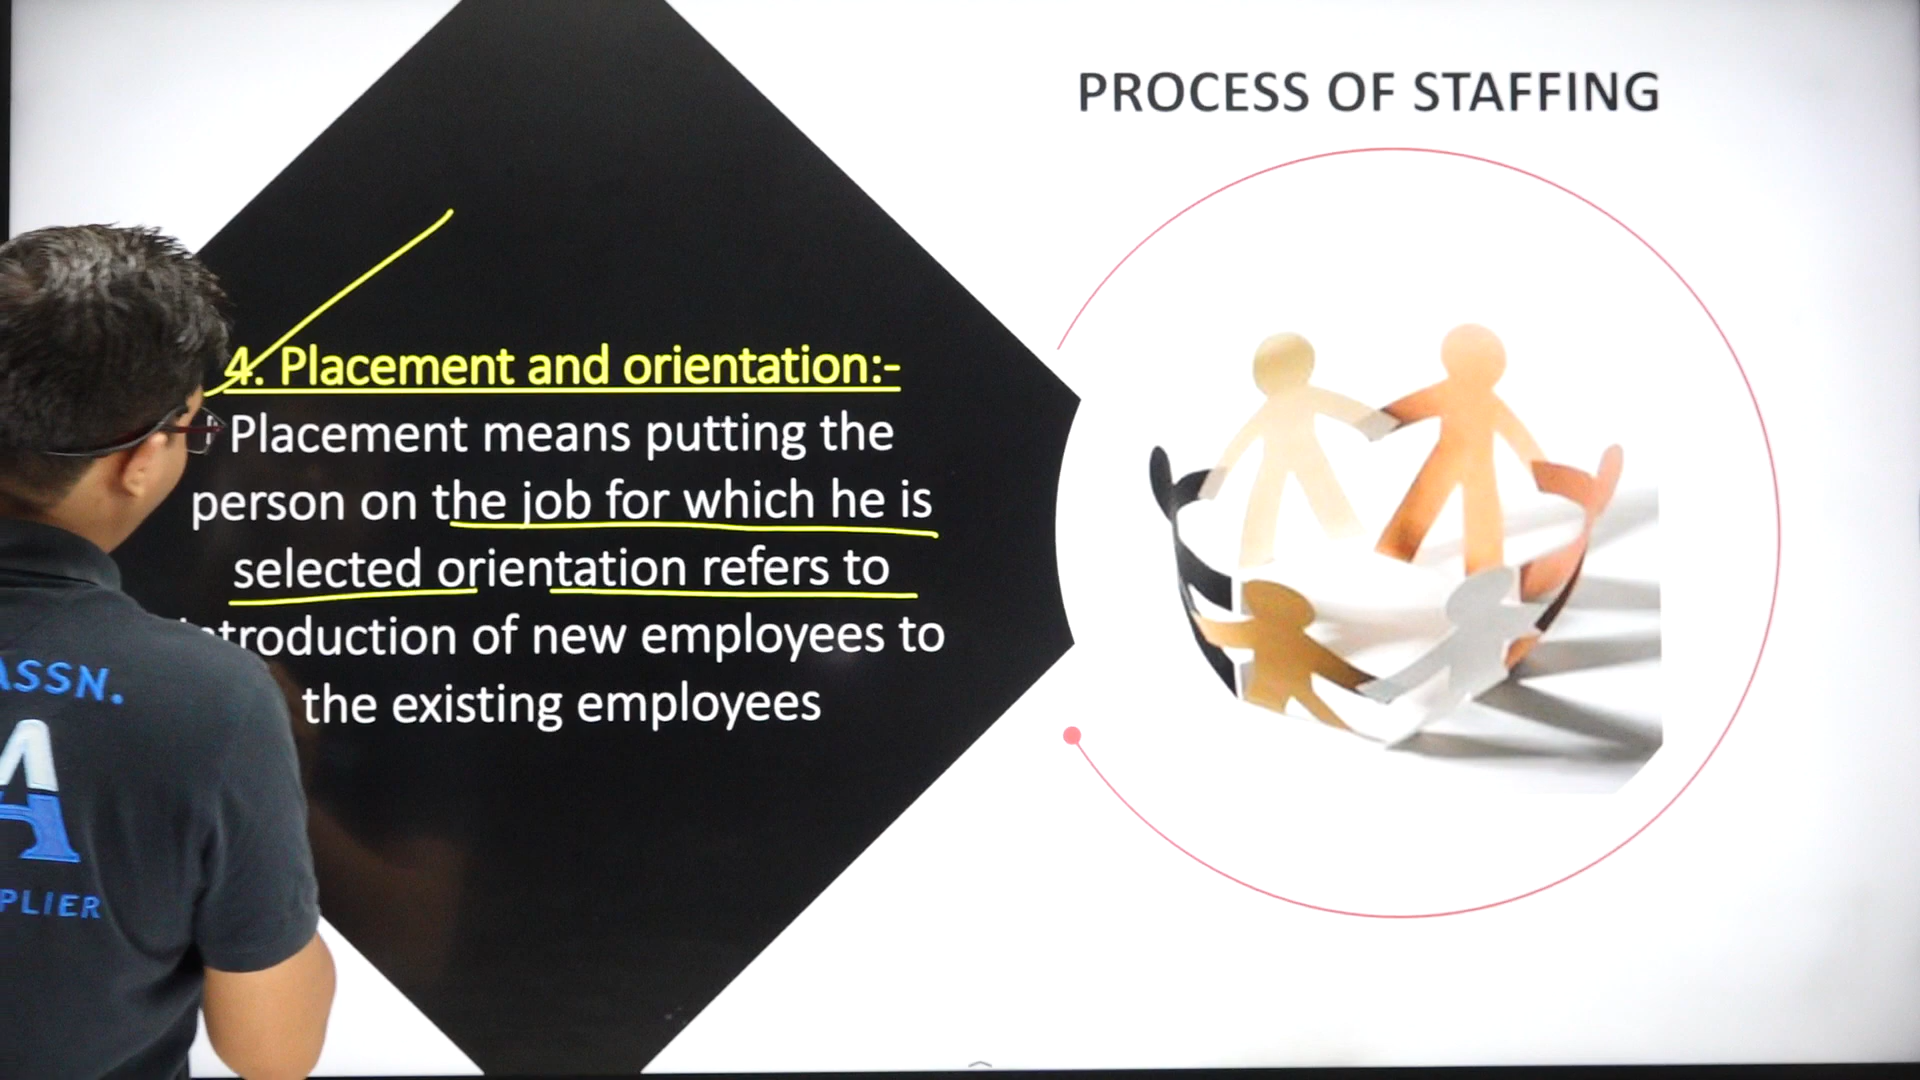 PROCESS OF STAFFING
4. Placement and orientation:-
Placement means putting the
person on the job for which he is
selected orientation refers to
introduction of new employees to
the existing employees
ASSN.
A
PLIER